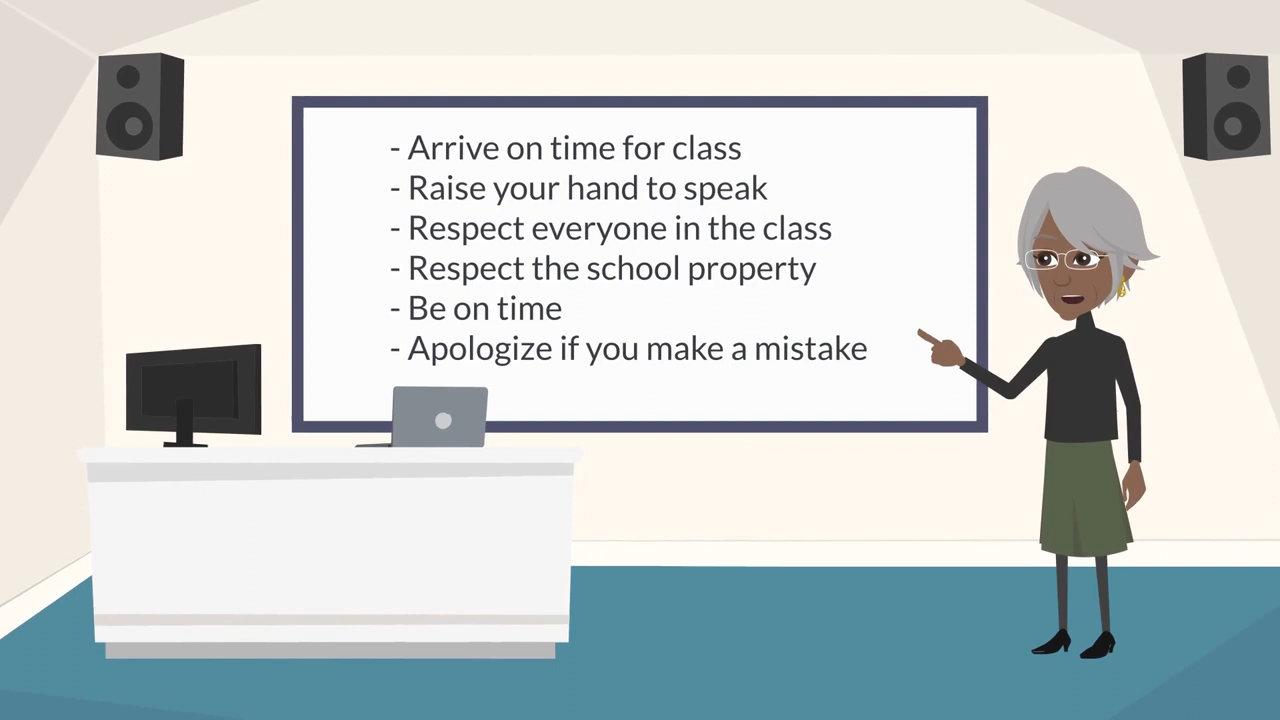 - Arrive on time for class
- Raise your hand to speak
- Respect everyone in the class
- Respect the school property
- Be on time
- Apologize if you make a mistake